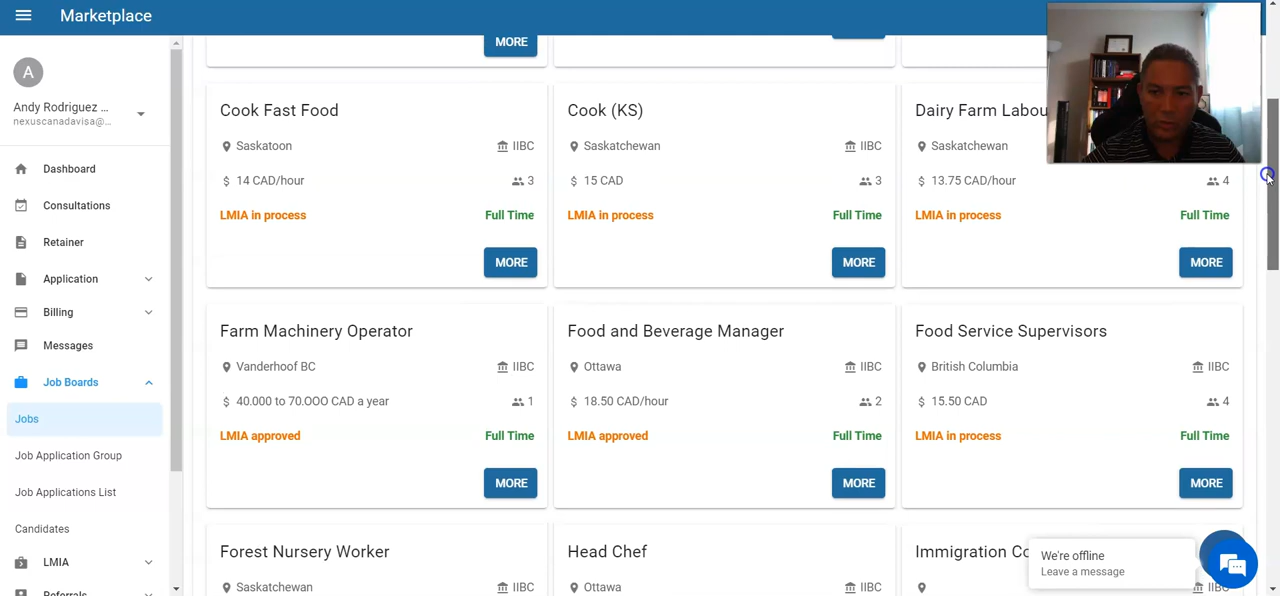 Marketplace
MORE
A
Andy Rodriguez ...
nexuscanadavisa@...
Dashboard
Consultations
Retainer
Application
Billing
Messages
Job Boards
Jobs
Job Application Group
Job Applications List
Candidates
LMIA
Referrals
Cook Fast Food
Saskatoon IIBC
$ 14 CAD/hour 3
LMIA in process Full Time
MORE
Cook (KS)
Saskatchewan IIBC
$ 15 CAD 3
LMIA in process Full Time
MORE
Dairy Farm Labou
Saskatchewan
$ 13.75 CAD/hour 4
LMIA in process Full Time
MORE
Farm Machinery Operator
Vanderhoof BC IIBC
$ 40.000 to 70.OOO CAD a year 1
LMIA approved Full Time
MORE
Food and Beverage Manager
Ottawa IIBC
$ 18.50 CAD/hour 2
LMIA approved Full Time
MORE
Food Service Supervisors
British Columbia IIBC
$ 15.50 CAD 4
LMIA in process Full Time
MORE
Forest Nursery Worker
Saskatchewan IIBC
Head Chef
Ottawa IIBC
Immigration Co
IIBC
We're offline
Leave a message